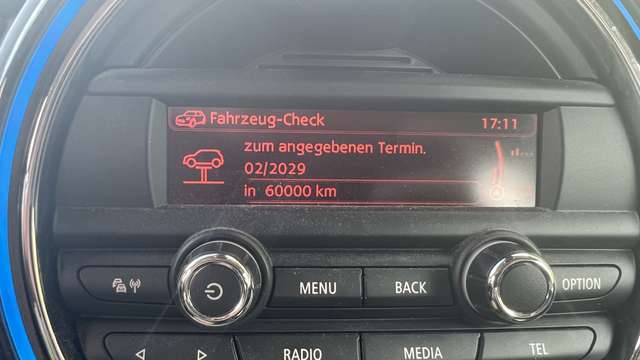 Fahrzeug-Check 17:11
zum angegebenen Termin.
02/2029
in 60000 km
MENU BACK OPTION
RADIO MEDIA TEL